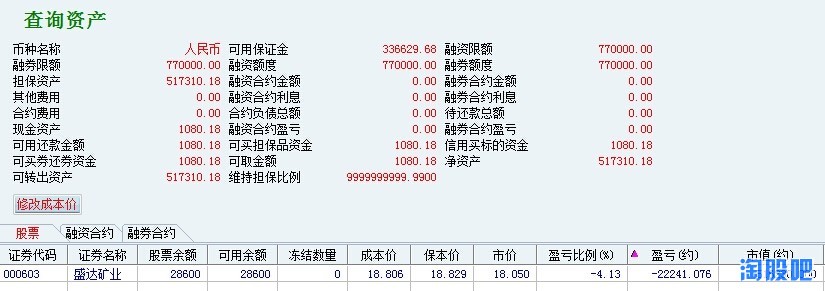 查询资产
币种名称 人民币 可用保证金 336629.68 融资限额 770000.00
融券限额 770000.00 融资额度 770000.00 融券额度 770000.00
担保资产 517310.18 融资合约金额 0.00 融券合约金额 0.00
其他费用 0.00 融资合约利息 0.00 融券合约利息 0.00
合约费用 0.00 合约负债总额 0.00 待还款总额 0.00
现金资产 1080.18 融资合约盈亏 0.00 融券合约盈亏 0.00
可用还款金额 1080.18 可买担保品资金 1080.18 信用买标的资金 1080.18
可买券还券资金 1080.18 可取金额 1080.18 净资产 517310.18
可转出资产 517310.18 维持担保比例 9999999999.9900
修改成本价
股票 融资合约 融券合约
证券代码 证券名称 股票余额 可用余额 冻结数量 成本价 保本价 市价 盈亏比例(%) 盈亏(约) 市值(约)
000603 盛达矿业 28600 28600 0 18.806 18.829 18.050 -4.13 -22241.076
淘股吧